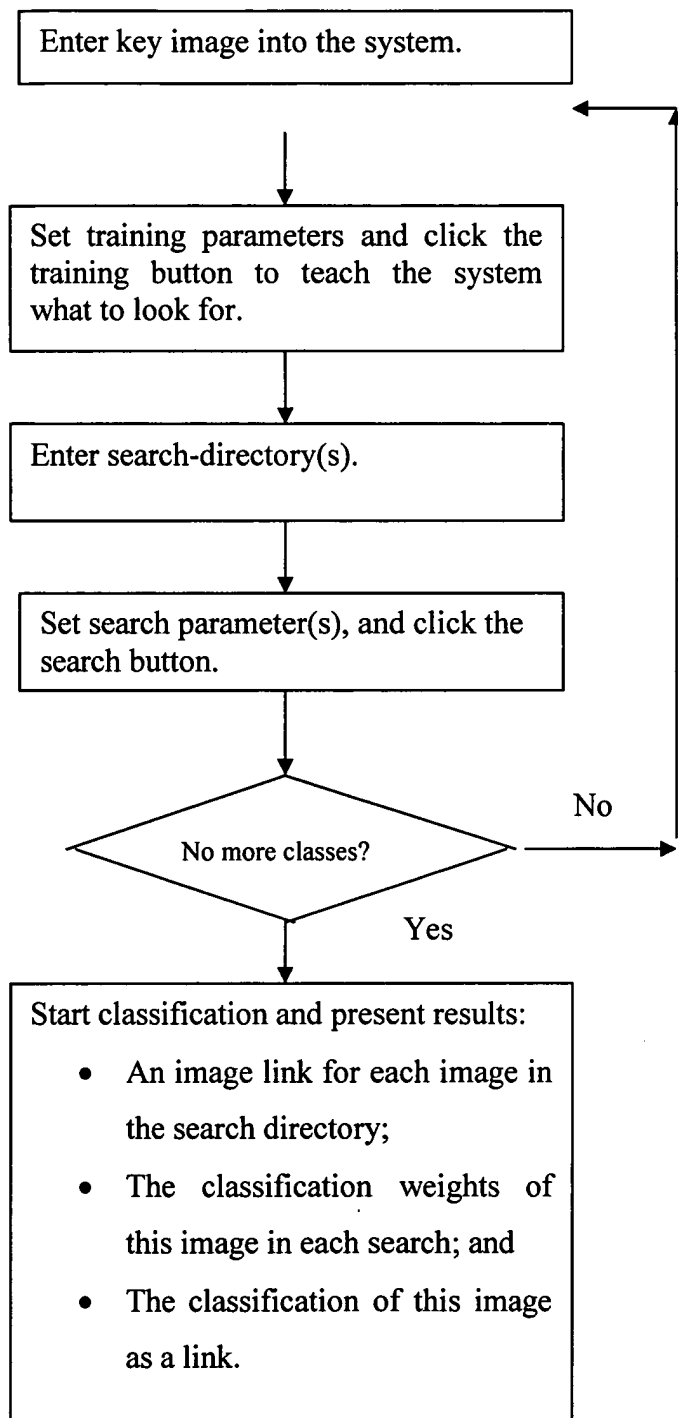 Enter key image into the system.
Set training parameters and click the
training button to teach the system
what to look for.
Enter search-directory(s).
Set search parameter(s), and click the
search button.
No more classes?
No
Yes
Start classification and present results:
• An image link for each image in
the search directory;
• The classification weights of
this image in each search; and
• The classification of this image
as a link.